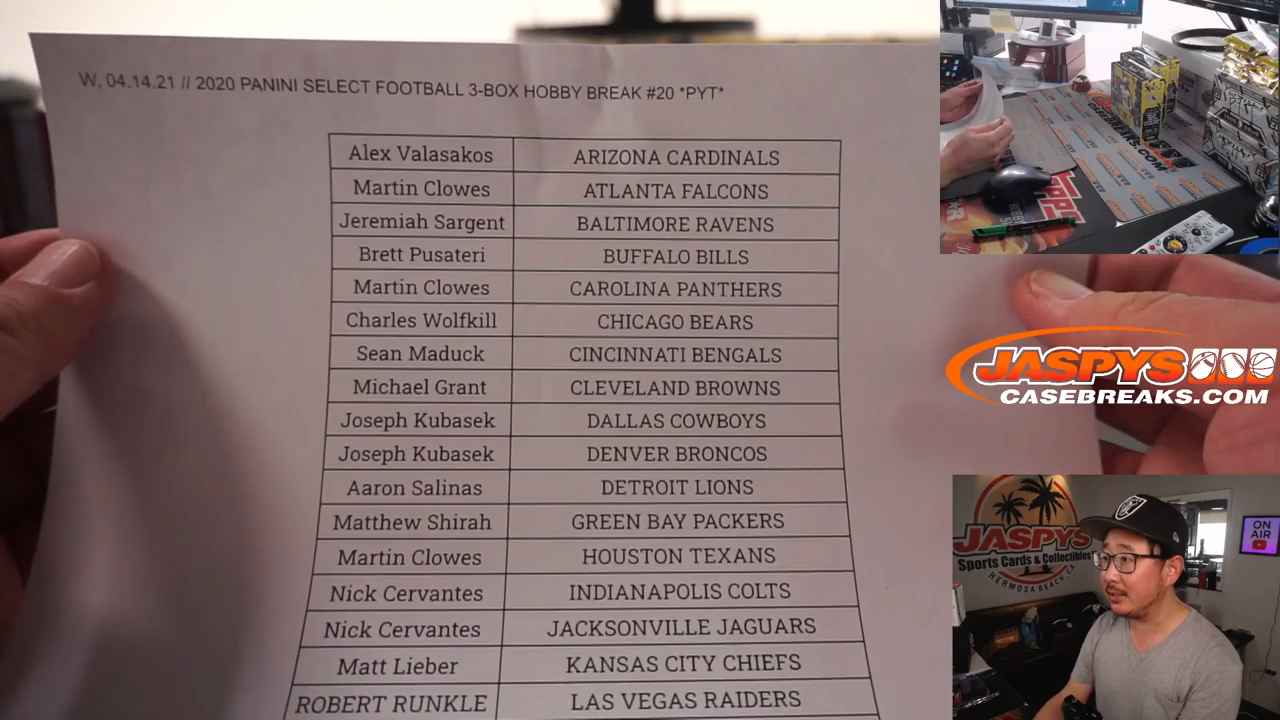 W, 04.14.21 // 2020 PANINI SELECT FOOTBALL 3-BOX HOBBY BREAK #20 *PYT*
Alex Valasakos ARIZONA CARDINALS
Martin Clowes ATLANTA FALCONS
Jeremiah Sargent BALTIMORE RAVENS
Brett Pusateri BUFFALO BILLS
Martin Clowes CAROLINA PANTHERS
Charles Wolfkill CHICAGO BEARS
Sean Maduck CINCINNATI BENGALS
Michael Grant CLEVELAND BROWNS
Joseph Kubasek DALLAS COWBOYS
Joseph Kubasek DENVER BRONCOS
Aaron Salinas DETROIT LIONS
Matthew Shirah GREEN BAY PACKERS
Martin Clowes HOUSTON TEXANS
Nick Cervantes INDIANAPOLIS COLTS
Nick Cervantes JACKSONVILLE JAGUARS
Matt Lieber KANSAS CITY CHIEFS
ROBERT RUNKLE LAS VEGAS RAIDERS
JASPYS
CASEBREAKS.COM
JASPYS
Sports Cards & Collectibles
HERMOSA BEACH, CA
ON
AIR